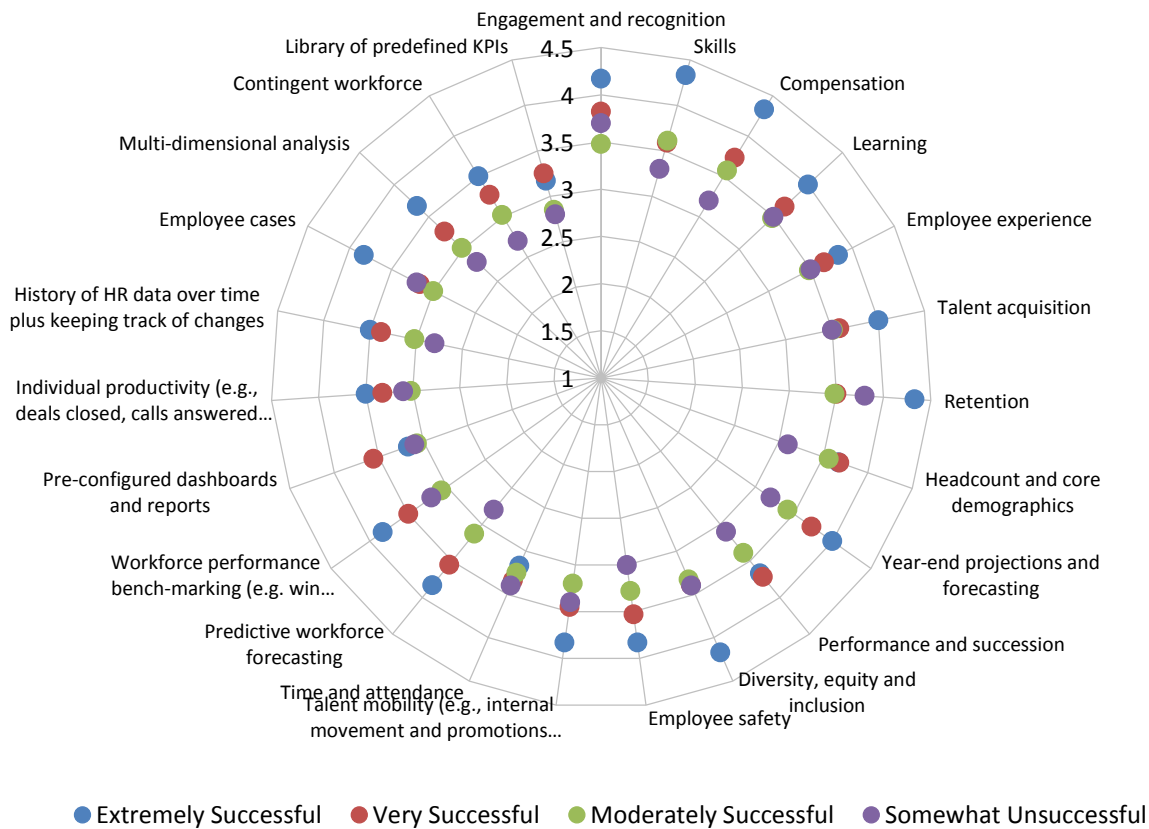 Engagement and recognition
Skills
Compensation
Learning
Employee experience
Talent acquisition
Retention
Headcount and core
demographics
Year-end projections and
forecasting
Performance and succession
Diversity, equity and
inclusion
Employee safety
Talent mobility (e.g., internal
movement and promotions...
Time and attendance
Predictive workforce
forecasting
Workforce performance
bench-marking (e.g. win...
Pre-configured dashboards
and reports
Individual productivity (e.g.,
deals closed, calls answered...
History of HR data over time
plus keeping track of changes
Employee cases
Multi-dimensional analysis
Contingent workforce
Library of predefined KPIs
4.5
4
3.5
3
2.5
2
1.5
1
Extremely Successful
Very Successful
Moderately Successful
Somewhat Unsuccessful